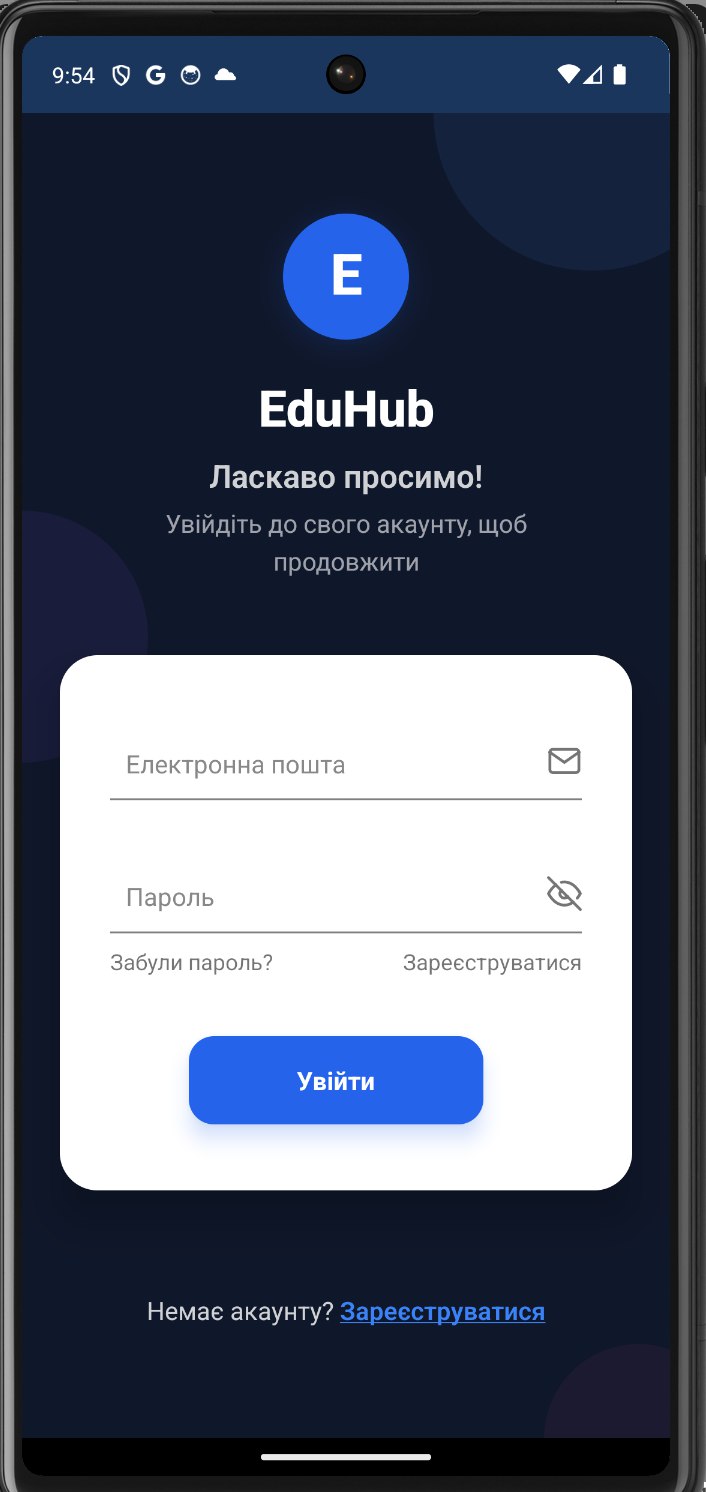 9:54
E
EduHub
Ласкаво просимо!
Увійдіть до свого акаунту, щоб
продовжити
Електронна пошта
Пароль
Забули пароль? Зареєструватися
Увійти
Немає акаунту? Зареєструватися